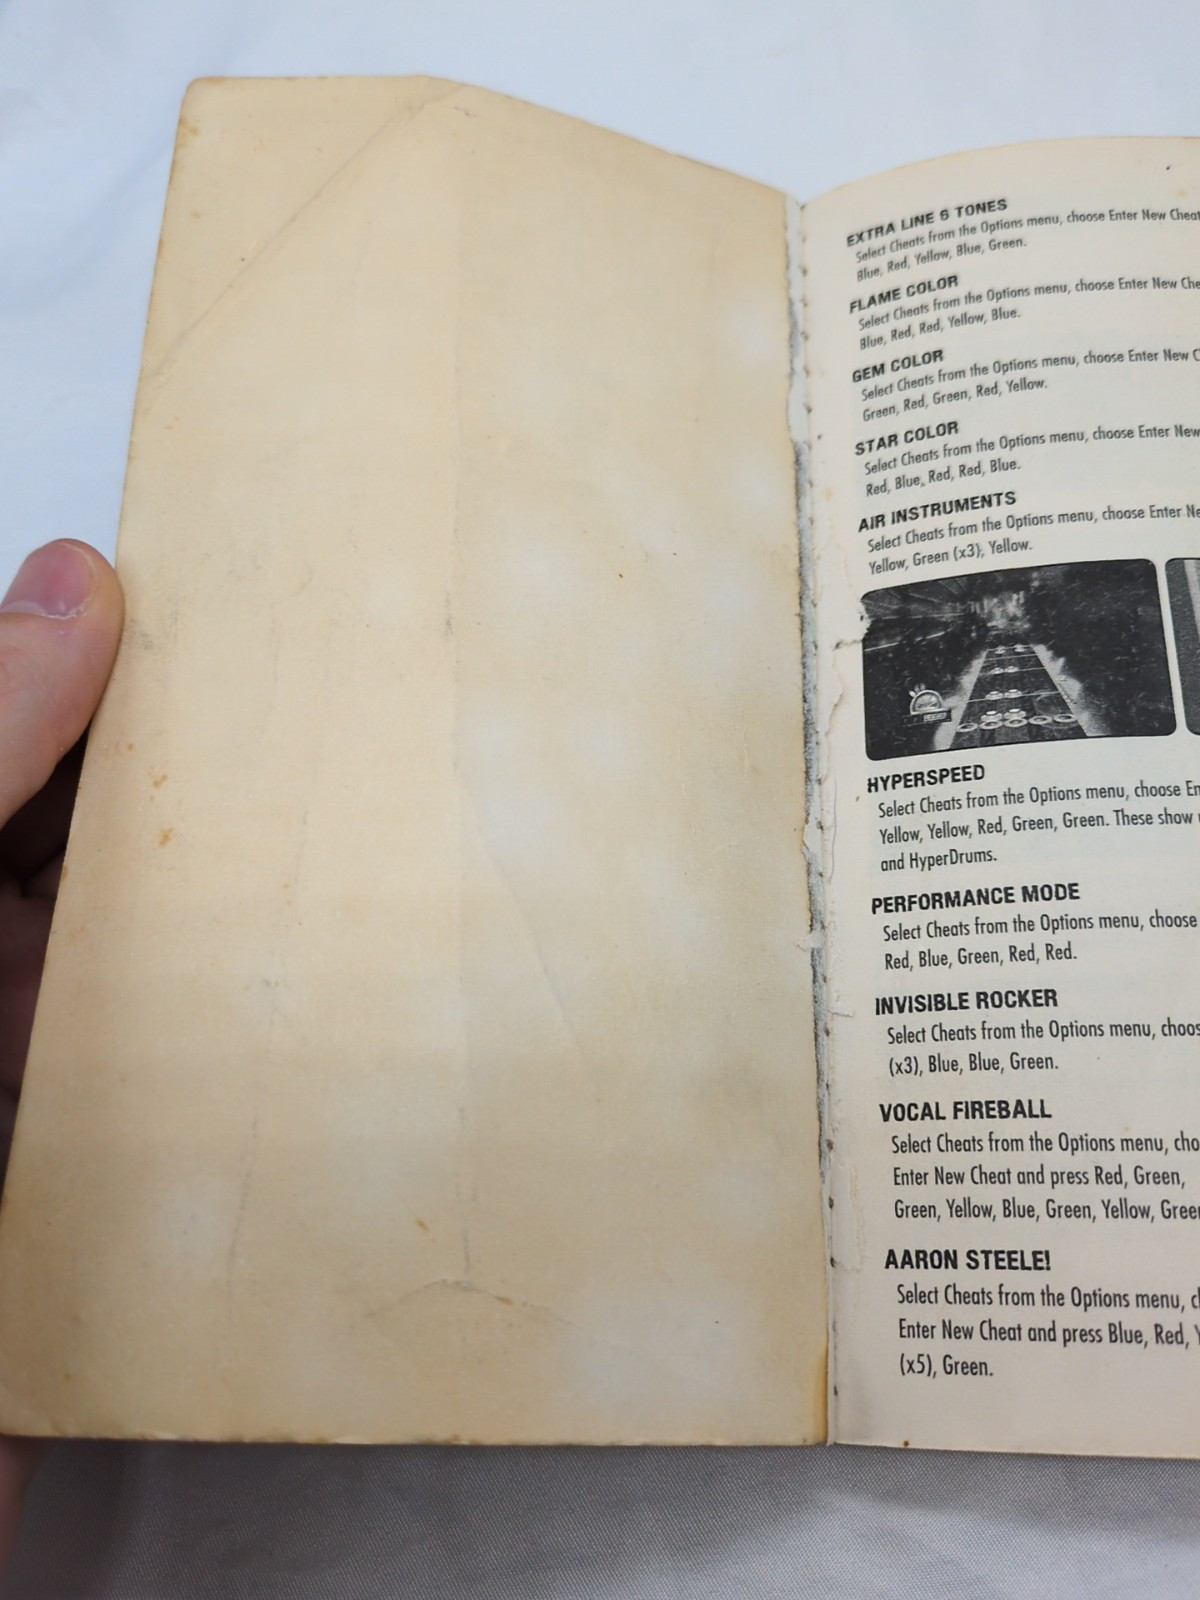 EXTRA LINE 6 TONES
Select Cheats from the Options menu, choose Enter New Cheat
Blue, Red, Yellow, Blue, Green.
FLAME COLOR
Select Cheats from the Options menu, choose Enter New Che
Blue, Red, Red, Yellow, Blue.
GEM COLOR
Select Cheats from the Options menu, choose Enter New C
Green, Red, Green, Red, Yellow.
STAR COLOR
Select Cheats from the Options menu, choose Enter New
Red, Blue, Red, Red, Blue.
AIR INSTRUMENTS
Select Cheats from the Options menu, choose Enter Ne
Yellow, Green (x3), Yellow.
HYPERSPEED
Select Cheats from the Options menu, choose En
Yellow, Yellow, Red, Green, Green. These show
and HyperDrums.
PERFORMANCE MODE
Select Cheats from the Options menu, choose
Red, Blue, Green, Red, Red.
INVISIBLE ROCKER
Select Cheats from the Options menu, choos
(x3), Blue, Blue, Green.
VOCAL FIREBALL
Select Cheats from the Options menu, cho
Enter New Cheat and press Red, Green,
Green, Yellow, Blue, Green, Yellow, Gree
AARON STEELE!
Select Cheats from the Options menu, c
Enter New Cheat and press Blue, Red, Y
(x5), Green.